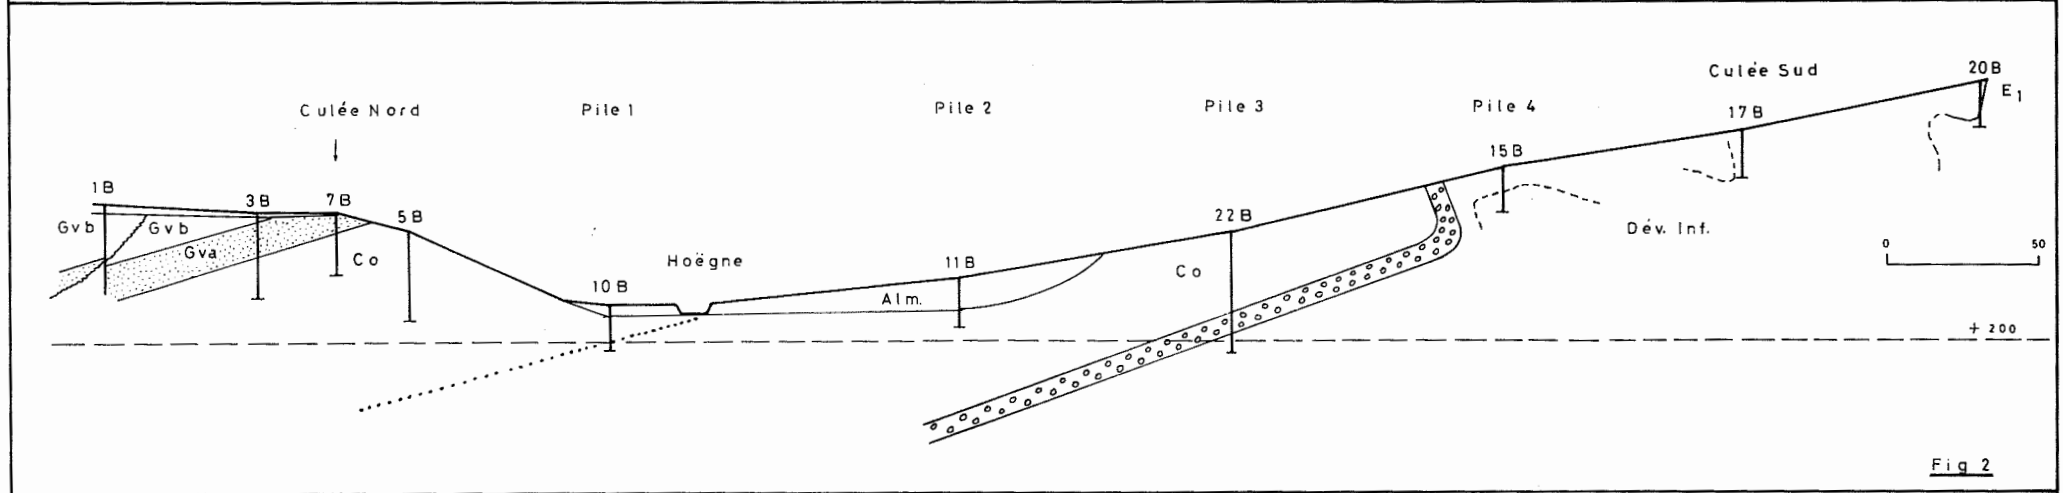 Culée Nord
Pile 1
Pile 2
Pile 3
Pile 4
Culée Sud
20B
E1
17B
15B
1B
3B
7B
5B
22B
Gvb
Gvb
Gva
Co
Hoëgne
11B
10B
Alm.
Co
Dév. Inf.
0
50
+ 200
Fig 2